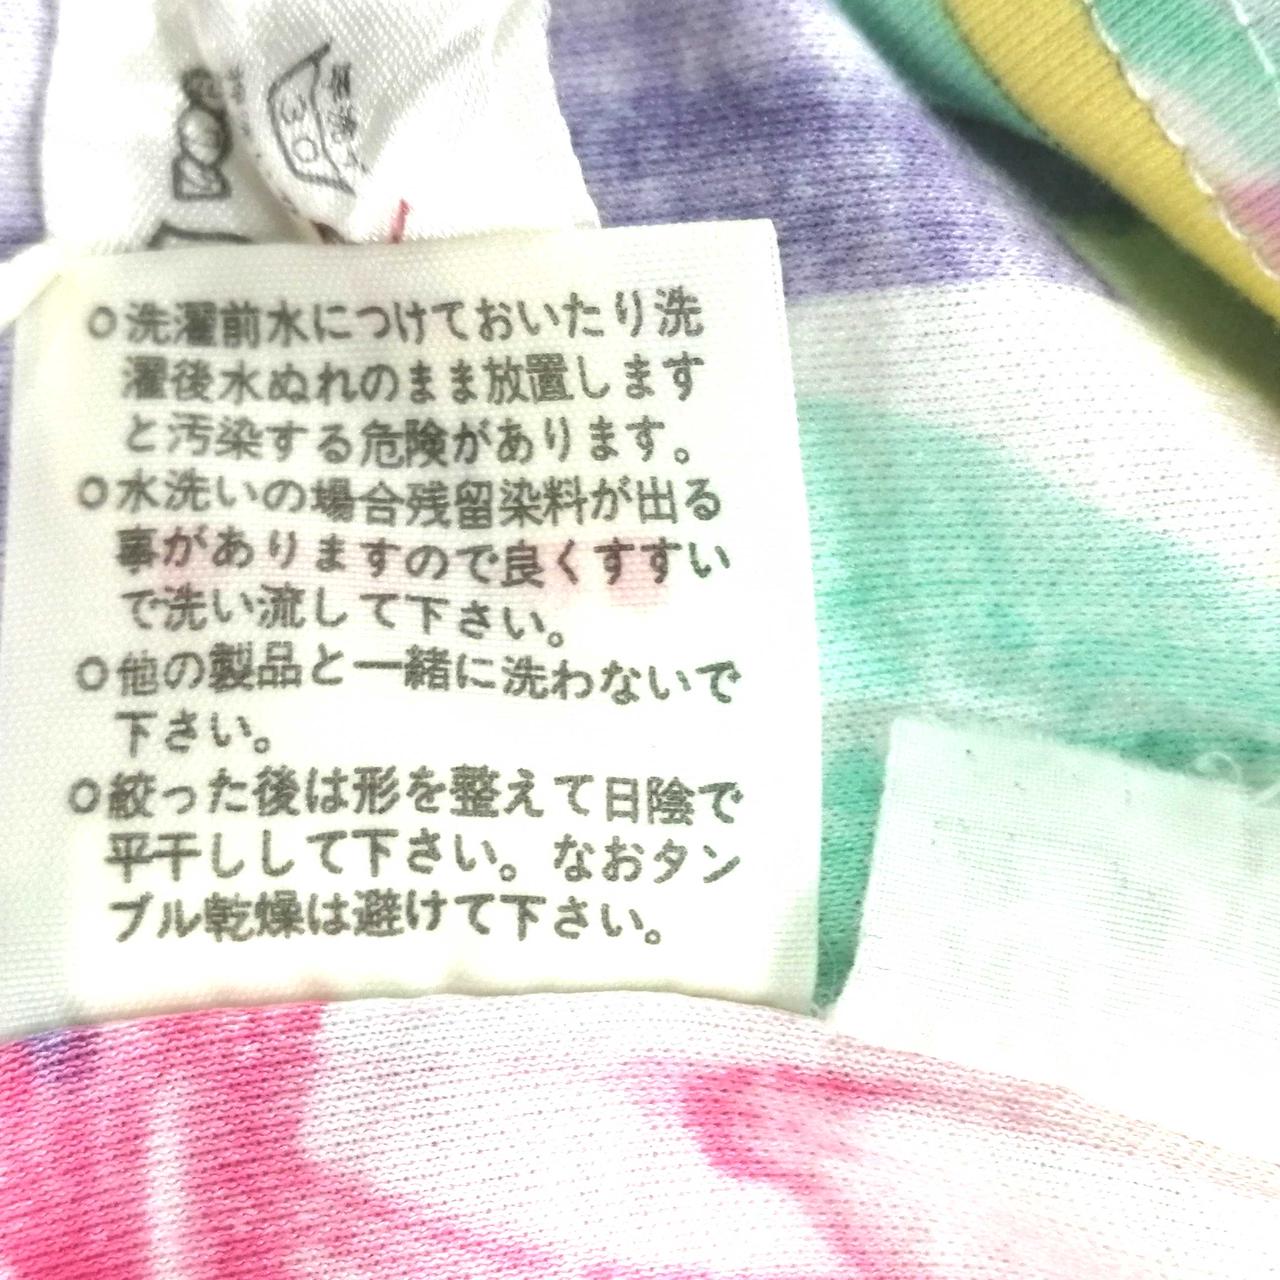 30
○洗濯前水につけておいたり洗
濯後水ぬれのまま放置します
と汚染する危険があります。
○水洗いの場合残留染料が出る
事がありますので良くすすい
で洗い流して下さい。
○他の製品と一緒に洗わないで
下さい。
○絞った後は形を整えて日陰で
平干しして下さい。なおタン
ブル乾燥は避けて下さい。